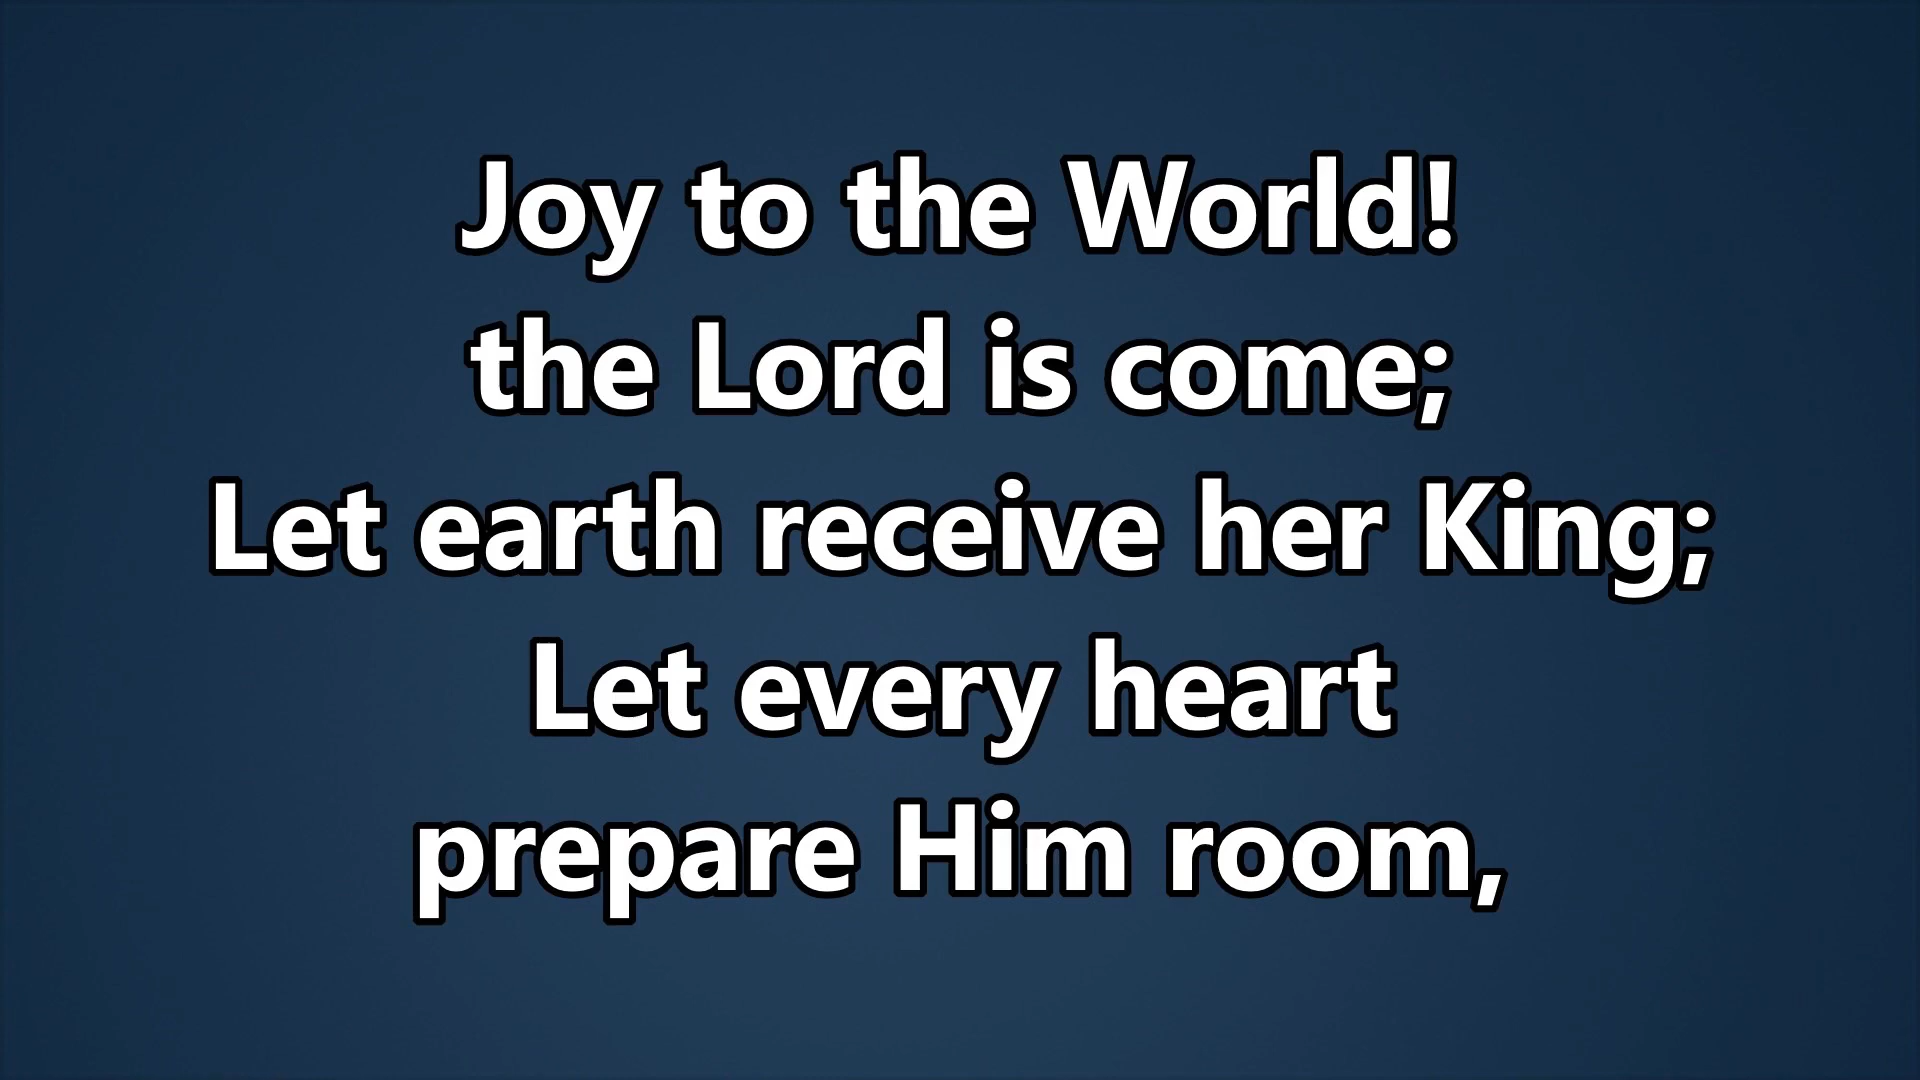 Joy to the World!
the Lord is come;
Let earth receive her King;
Let every heart
prepare Him room,